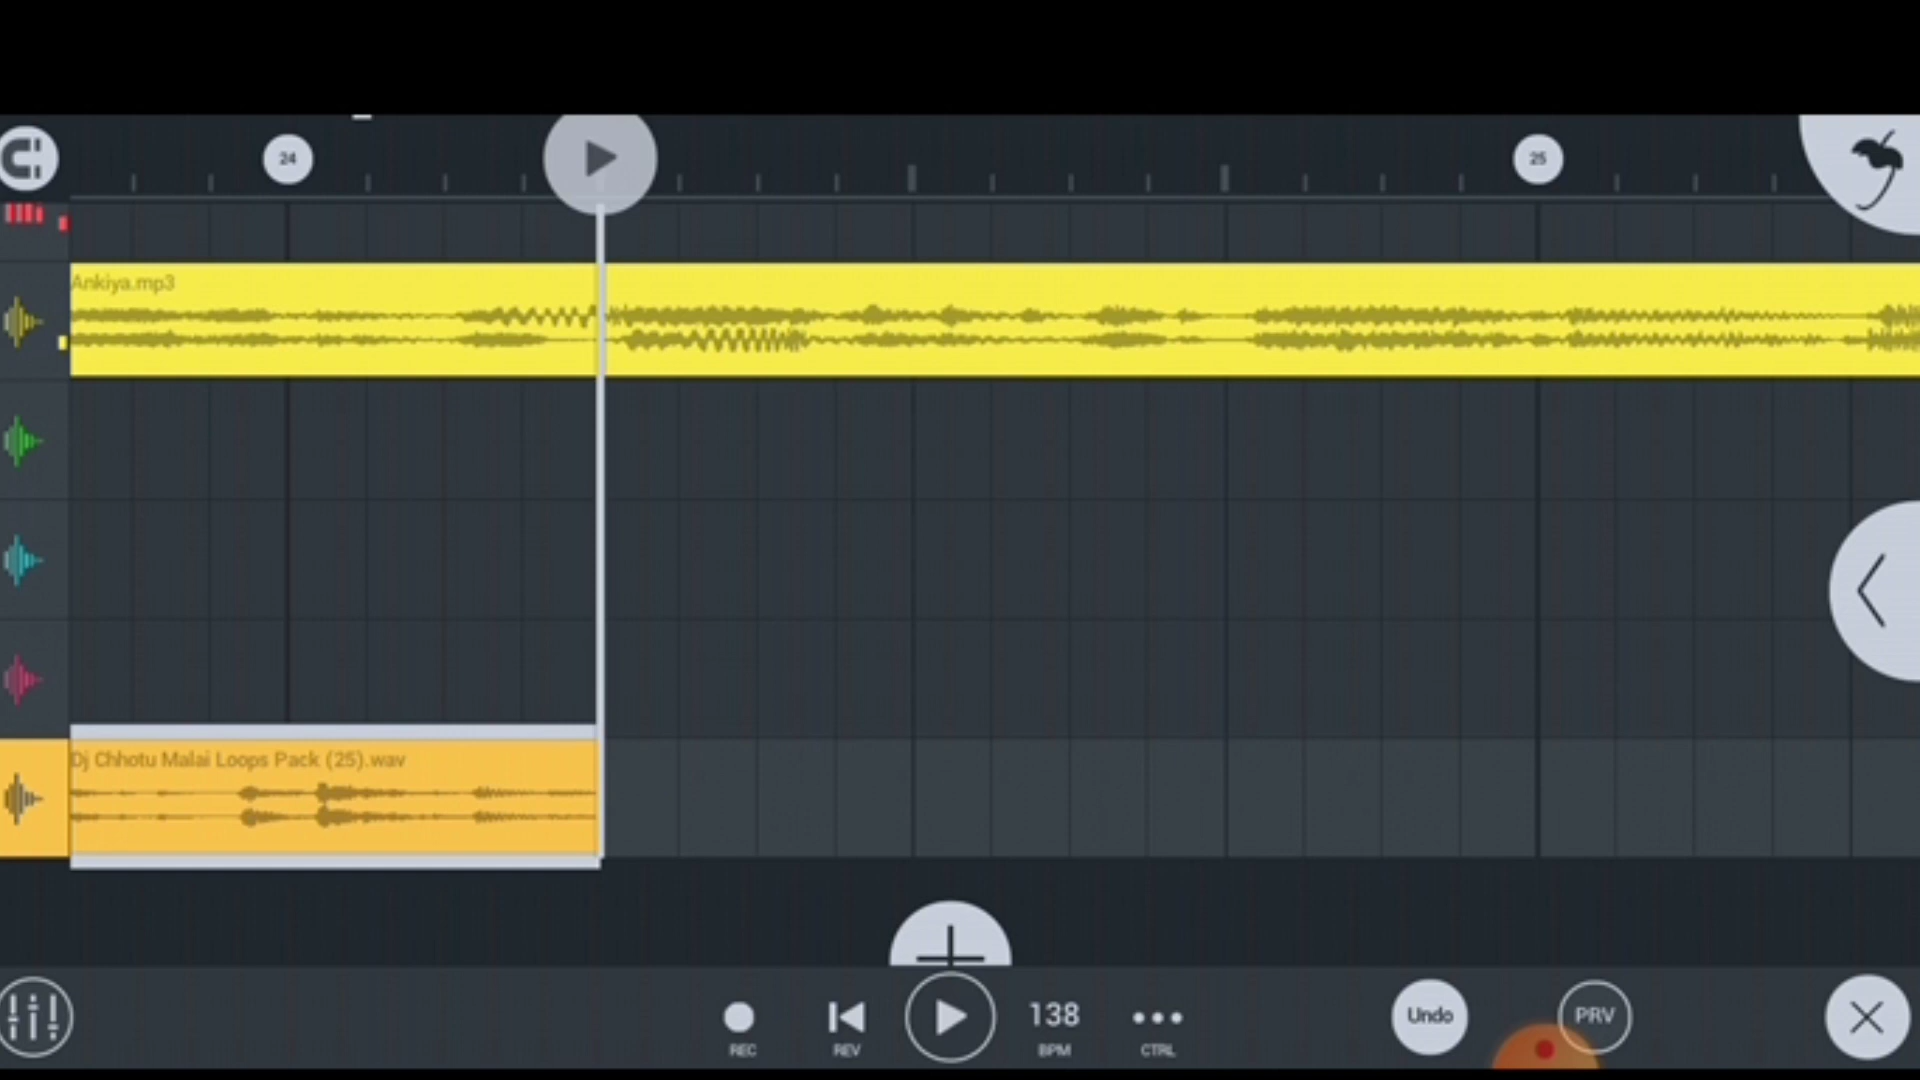 24
25
Ankiya.mp3
Dj Chhotu Malai Loops Pack (25).wav
138
Undo
PRV
REC
REV
BPM
CTRL